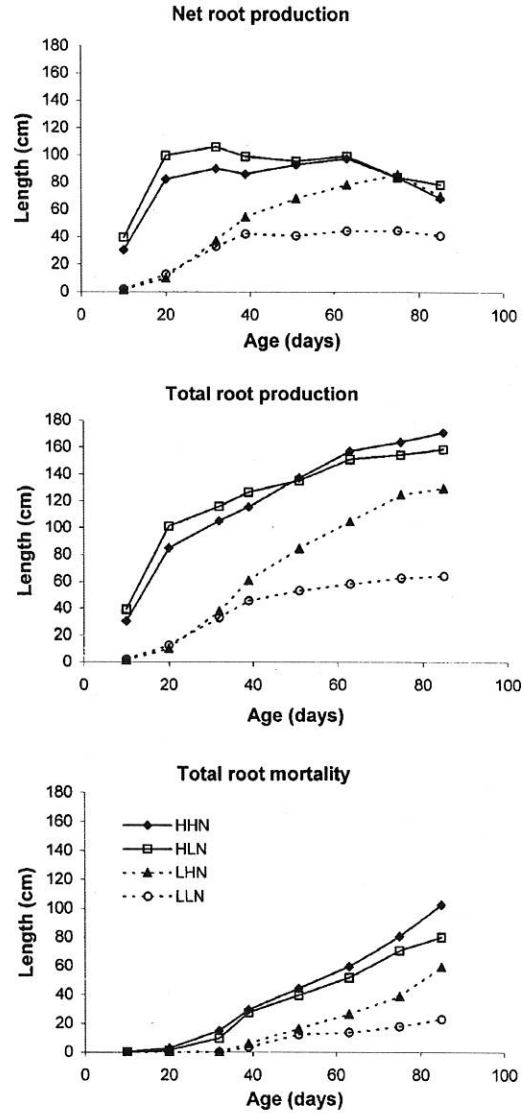 Net root production
180
160
140
120
100
80
60
40
20
0
Length (cm)
0 20 40 60 80 100
Age (days)
Total root production
180
160
140
120
100
80
60
40
20
0
Length (cm)
0 20 40 60 80 100
Age (days)
Total root mortality
180
160
140
120
100
80
60
40
20
0
Length (cm)
HHN
HLN
LHN
LLN
0 20 40 60 80 100
Age (days)